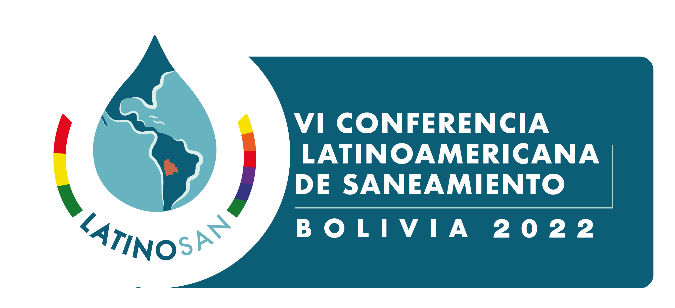 LATINOSAN
VI CONFERENCIA
LATINOAMERICANA
DE SANEAMIENTO
BOLIVIA 2022